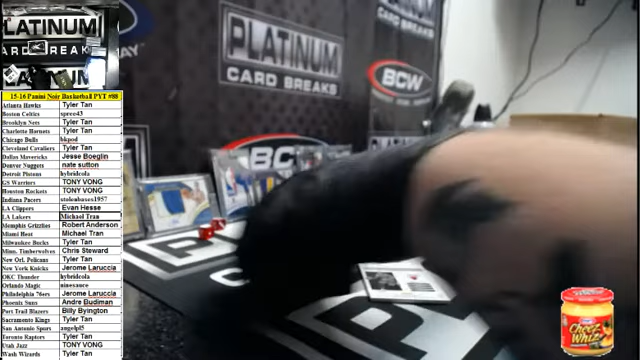 PLATINUM
CARD BREAKS
PLATINUM
15-16 Panini Noir Basketball PYT #88
Atlanta Hawks Tyler Tan
Boston Celtics spree43
Brooklyn Nets Tyler Tan
Charlotte Hornets Tyler Tan
Chicago Bulls bkpod
Cleveland Cavaliers Tyler Tan
Dallas Mavericks Jesse Boeglin
Denver Nuggets nate sutton
Detroit Pistons hybridcola
GS Warriors TONY VONG
Houston Rockets TONY VONG
Indiana Pacers stolenbases1957
LA Clippers Evan Hesse
LA Lakers Michael Tran
Memphis Grizzlies Robert Anderson
Miami Heat Michael Tran
Milwaukee Bucks Tyler Tan
Minn. Timberwolves Chris Steward
New Orl. Pelicans Tyler Tan
New York Knicks Jerome Laruccia
OKC Thunder hybridcola
Orlando Magic ninesauce
Philadelphia 76ers Jerome Laruccia
Phoenix Suns Andre Budiman
Port Trail Blazers Billy Byington
Sacramento Kings Tyler Tan
San Antonio Spurs angelpl5
Toronto Raptors Tyler Tan
Utah Jazz TONY VONG
Wash Wizards Tyler Tan
PLATINUM
CARD BREAKS
BCW
BC
Cheez
Whiz